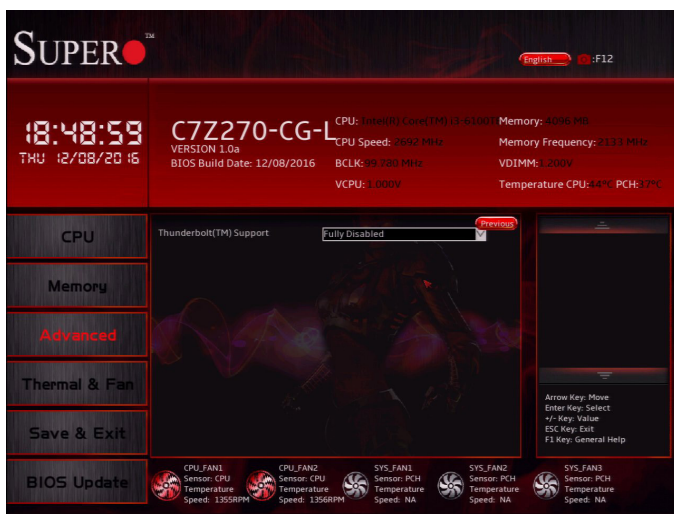 SUPER TM
English
:F12
18:48:59
THU 12/08/2016
C7Z270-CG-L
VERSION 1.0a
BIOS Build Date: 12/08/2016
CPU: Intel(R) Core(TM) i3-6100T
CPU Speed: 2692 MHz
BCLK: 99.780 MHz
VCPU: 1.000V
Memory: 4096 MB
Memory Frequency: 2133 MHz
VDIMM: 1.200V
Temperature CPU: 44°C PCH: 37°C
CPU
Memory
Advanced
Thermal & Fan
Save & Exit
BIOS Update
Previous
Thunderbolt(TM) Support
Fully Disabled
Arrow Key: Move
Enter Key: Select
+/- Key: Value
ESC Key: Exit
F1 Key: General Help
CPU_FAN1
Sensor: CPU
Temperature
Speed: 1355RPM
CPU_FAN2
Sensor: CPU
Temperature
Speed: 1356RPM
SYS_FAN1
Sensor: PCH
Temperature
Speed: NA
SYS_FAN2
Sensor: PCH
Temperature
Speed: NA
SYS_FAN3
Sensor: PCH
Temperature
Speed: NA